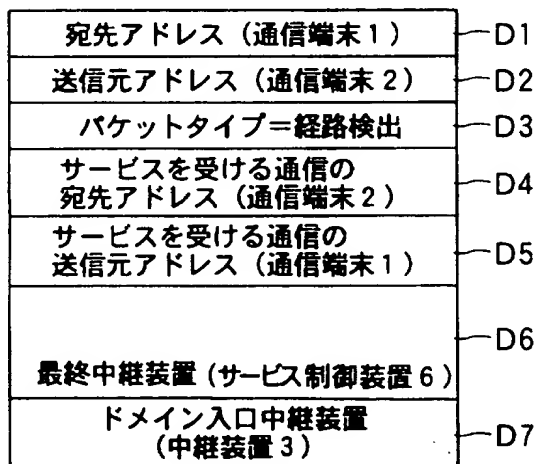 宛先アドレス（通信端末1） D1
送信元アドレス（通信端末2） D2
パケットタイプ＝経路検出 D3
サービスを受ける通信の
宛先アドレス（通信端末2） D4
サービスを受ける通信の
送信元アドレス（通信端末1） D5
D6
最終中継装置（サービス制御装置6）
ドメイン入口中継装置
（中継装置3） D7